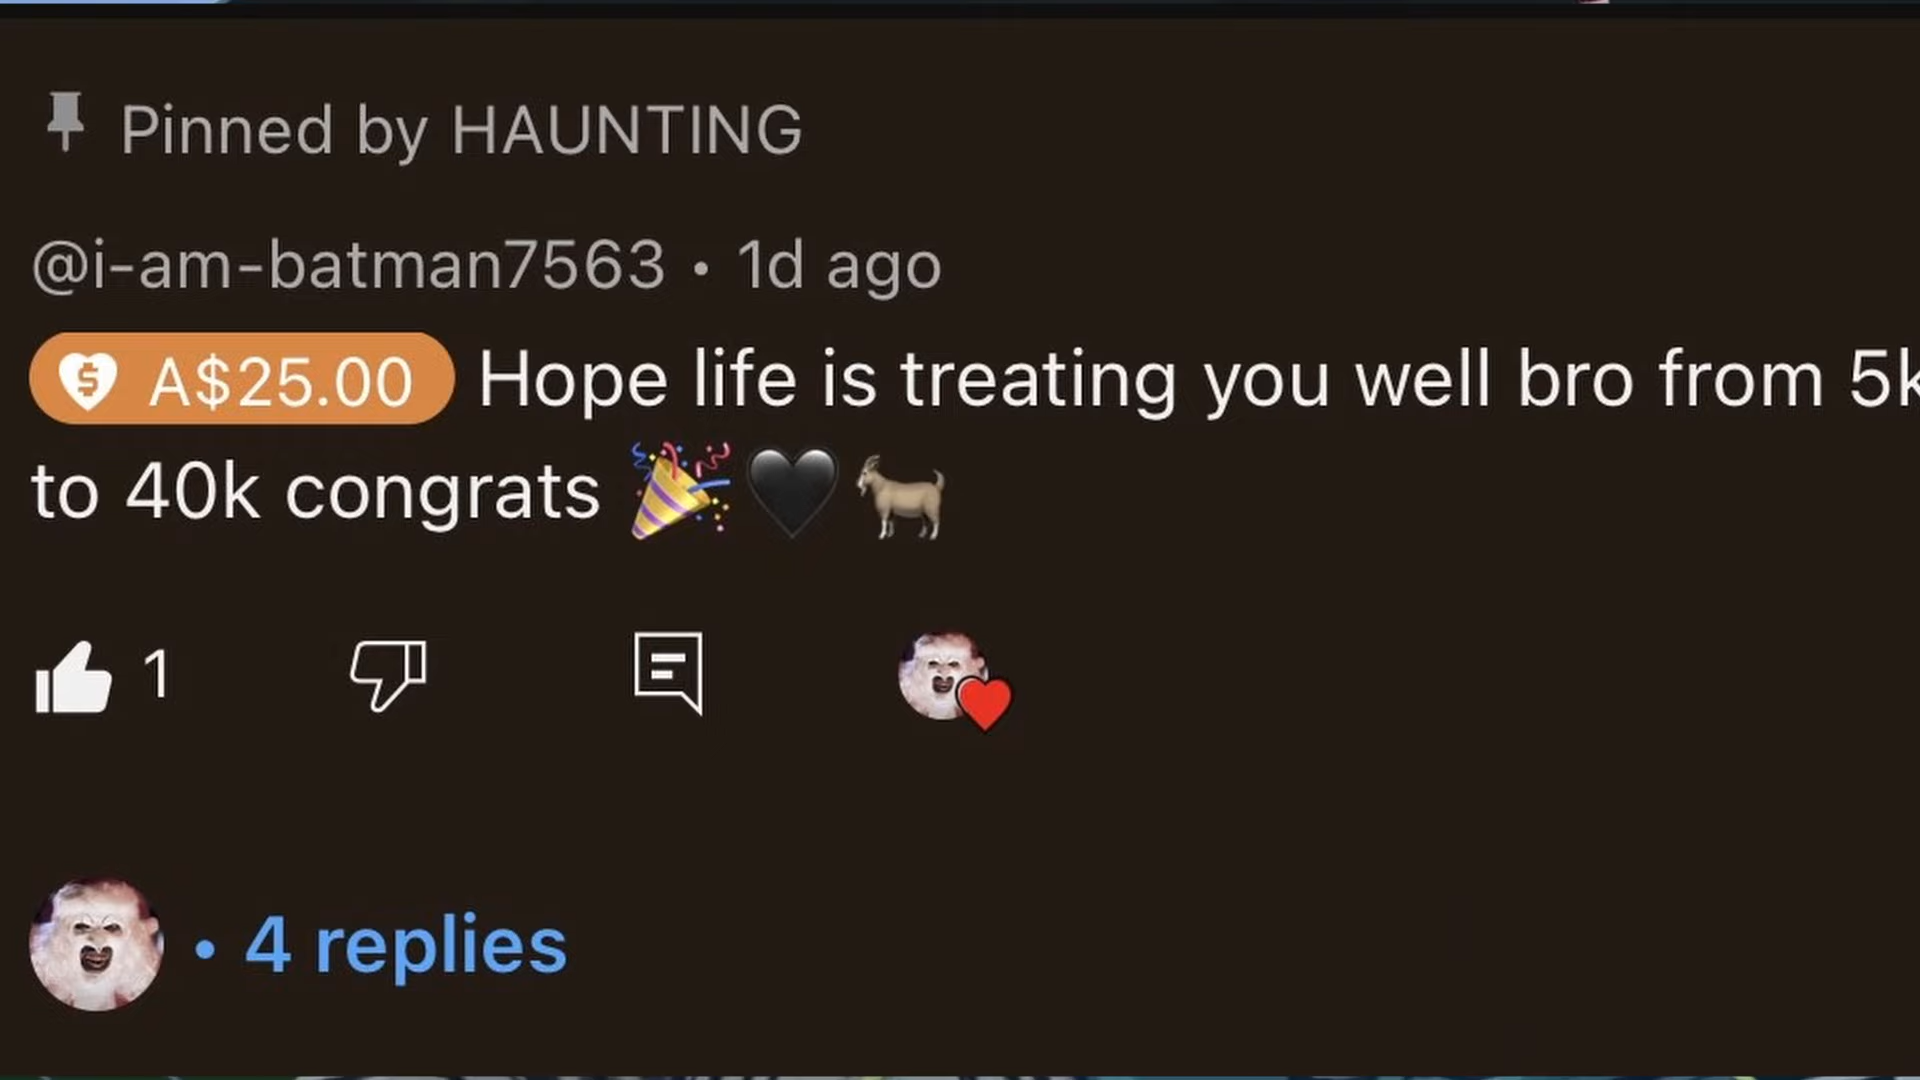 Pinned by HAUNTING
@i-am-batman7563 • 1d ago
A$25.00 Hope life is treating you well bro from 5k
to 40k congrats 🎉🖤🐐
1
• 4 replies